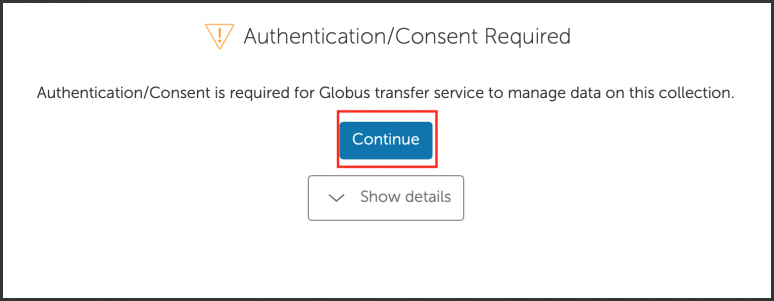 Authentication/Consent Required
Authentication/Consent is required for Globus transfer service to manage data on this collection.
Continue
Show details